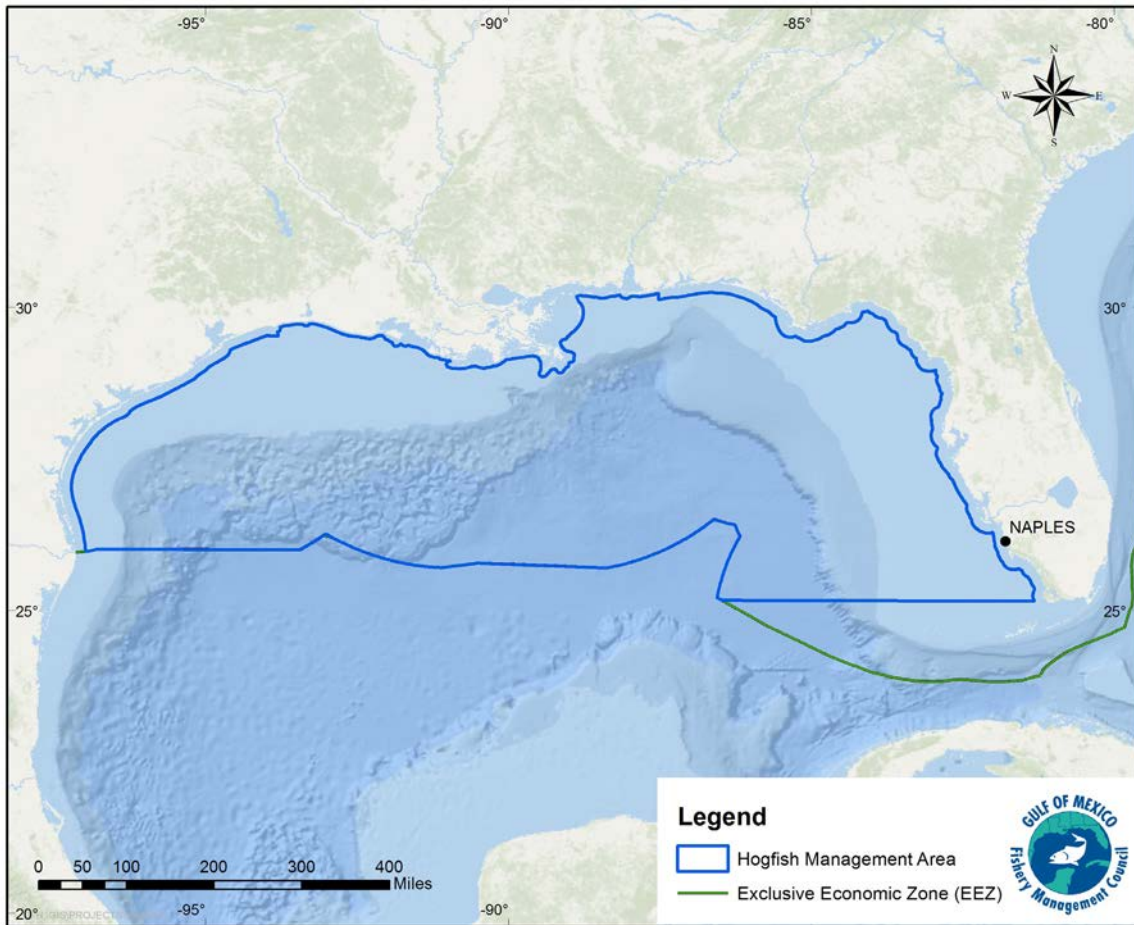 -95°
-90°
-85°
-80°
N
W
E
S
30°
30°
NAPLES
25°
25°
Legend
Hogfish Management Area
Exclusive Economic Zone (EEZ)
GULF OF MEXICO
Fishery Management Council
0 50 100 200 300 400
Miles
20°
-95°
-90°